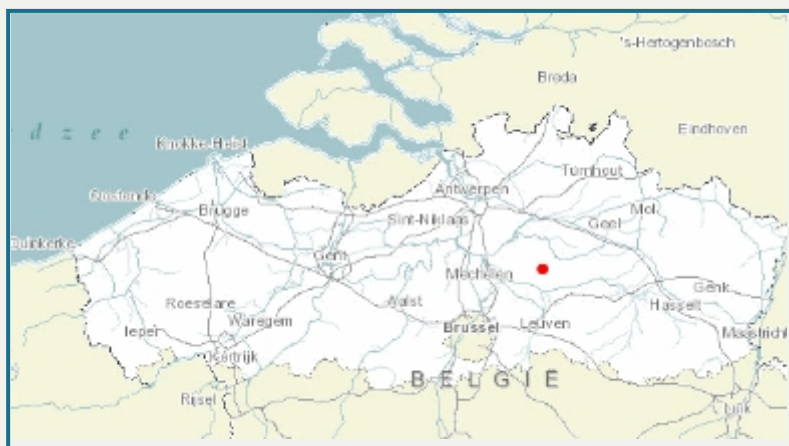 's-Hertogenbosch
Breda
d z e e
Eindhoven
Knokke-Heist
Turnhout
Antwerpen
Oostende
Brugge
Sint-Niklaas
Geel
Mol
Duinkerke
Gent
Mechelen
Genk
Roeselare
Aalst
Hasselt
Ieper
Waregem
Brussel
Leuven
Maastricht
Kortrijk
BELGIË
Rijsel
Luik